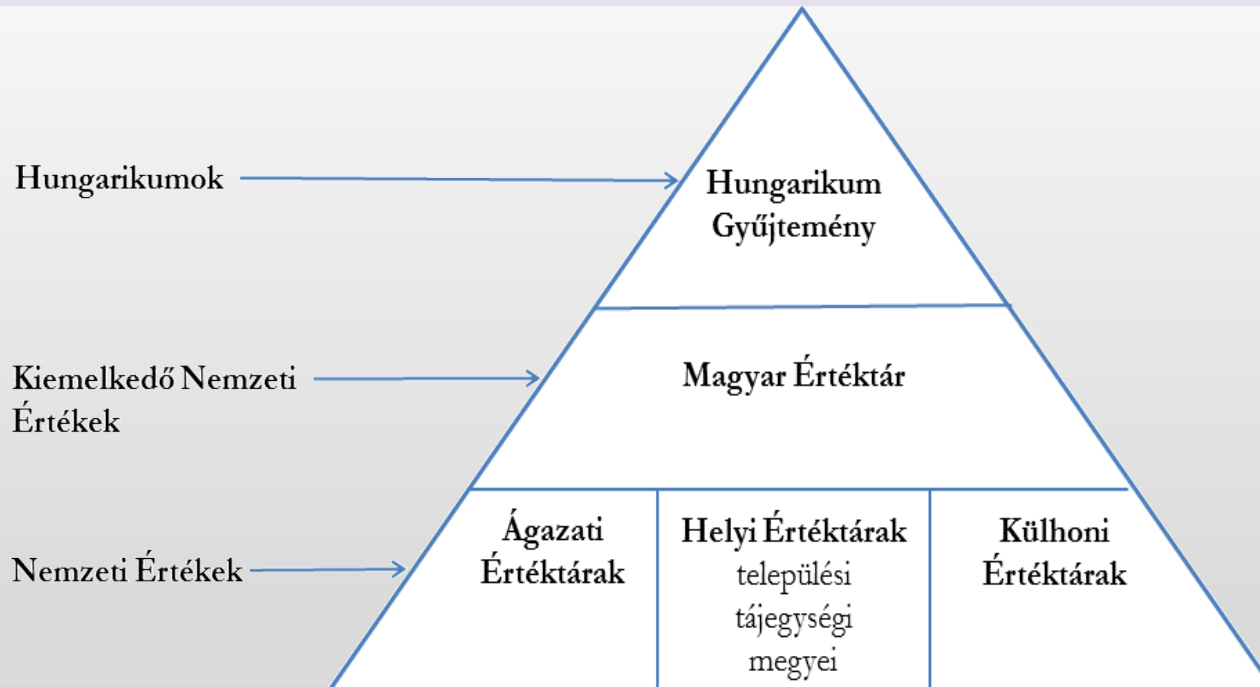 Hungarikumok
Hungarikum
Gyűjtemény
Kiemelkedő Nemzeti
Értékek
Magyar Értéktár
Nemzeti Értékek
Ágazati
Értéktárak
Helyi Értéktárak
települési
tájegységi
megyei
Külhoni
Értéktárak